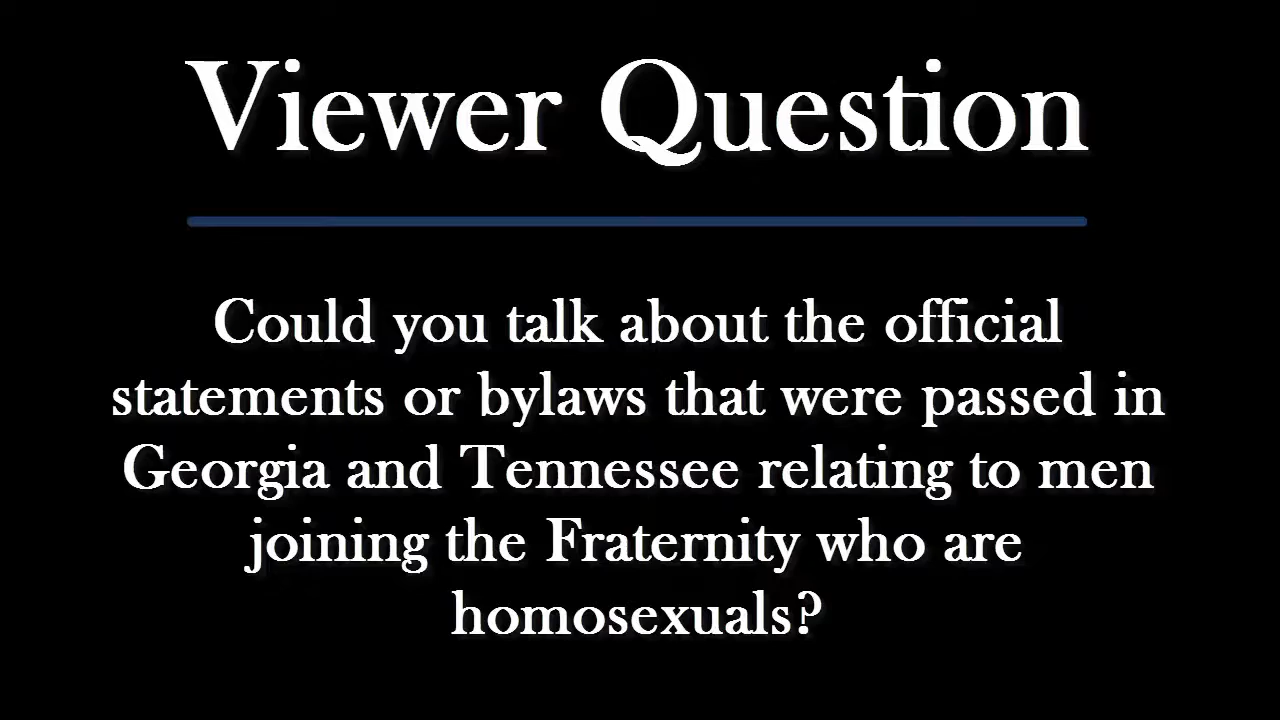 Viewer Question
Could you talk about the official
statements or bylaws that were passed in
Georgia and Tennessee relating to men
joining the Fraternity who are
homosexuals?